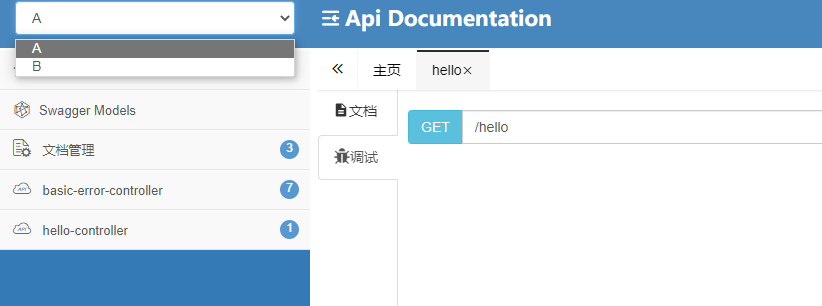 A
Api Documentation
A
B
主页
hello×
Swagger Models
文档管理
3
basic-error-controller
7
hello-controller
1
文档
调试
GET
/hello